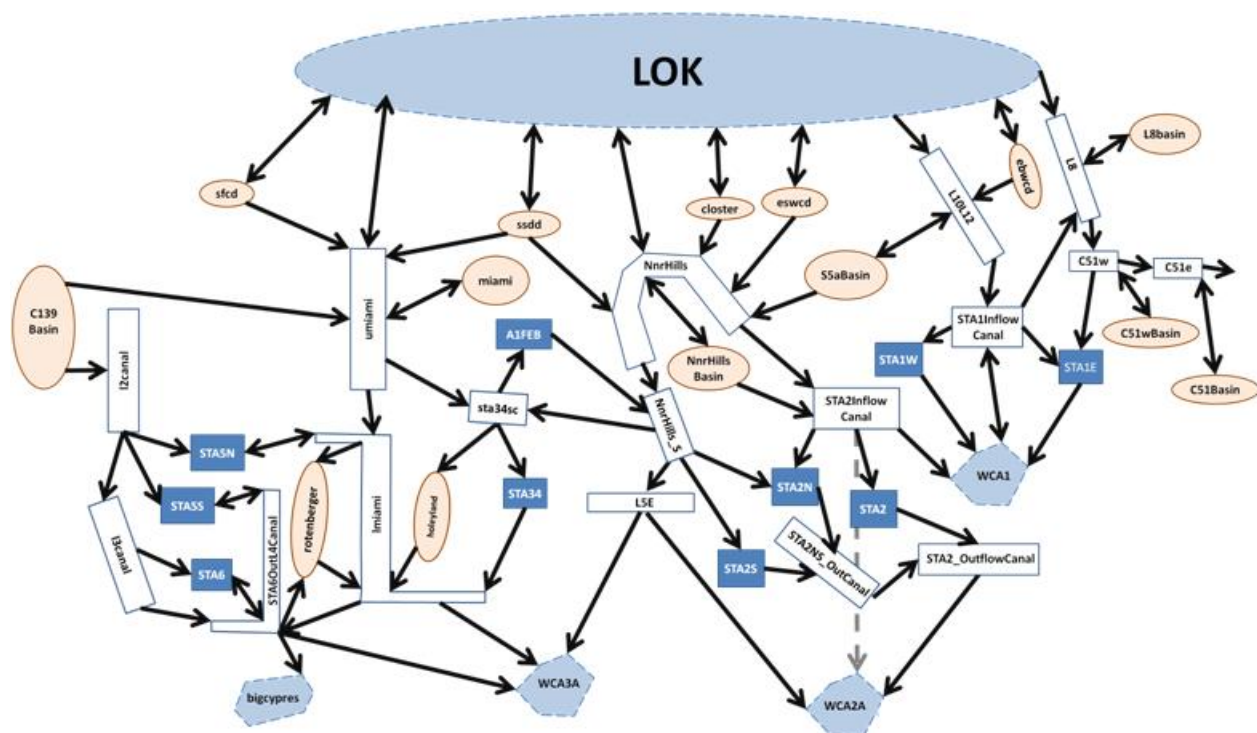 LOK
L8basin
L8
ebwcd
sfcd
L10L12
closter
eswcd
ssdd
NnrHills
S5aBasin
C51w
C51e
miami
C139
Basin
umiami
STA1Inflow
Canal
C51wBasin
A1FEB
l2canal
STA1W
STA1E
NnrHills
Basin
C51Basin
sta34sc
STA2Inflow
Canal
NnrHills_S
STA5N
WCA1
STA2N
STA34
L5E
STA5S
STA2
rotenberger
lmiami
holeyland
l3canal
STA6OutL4Canal
STA2NS_OutCanal
STA2_OutflowCanal
STA2S
STA6
WCA3A
bigcypres
WCA2A